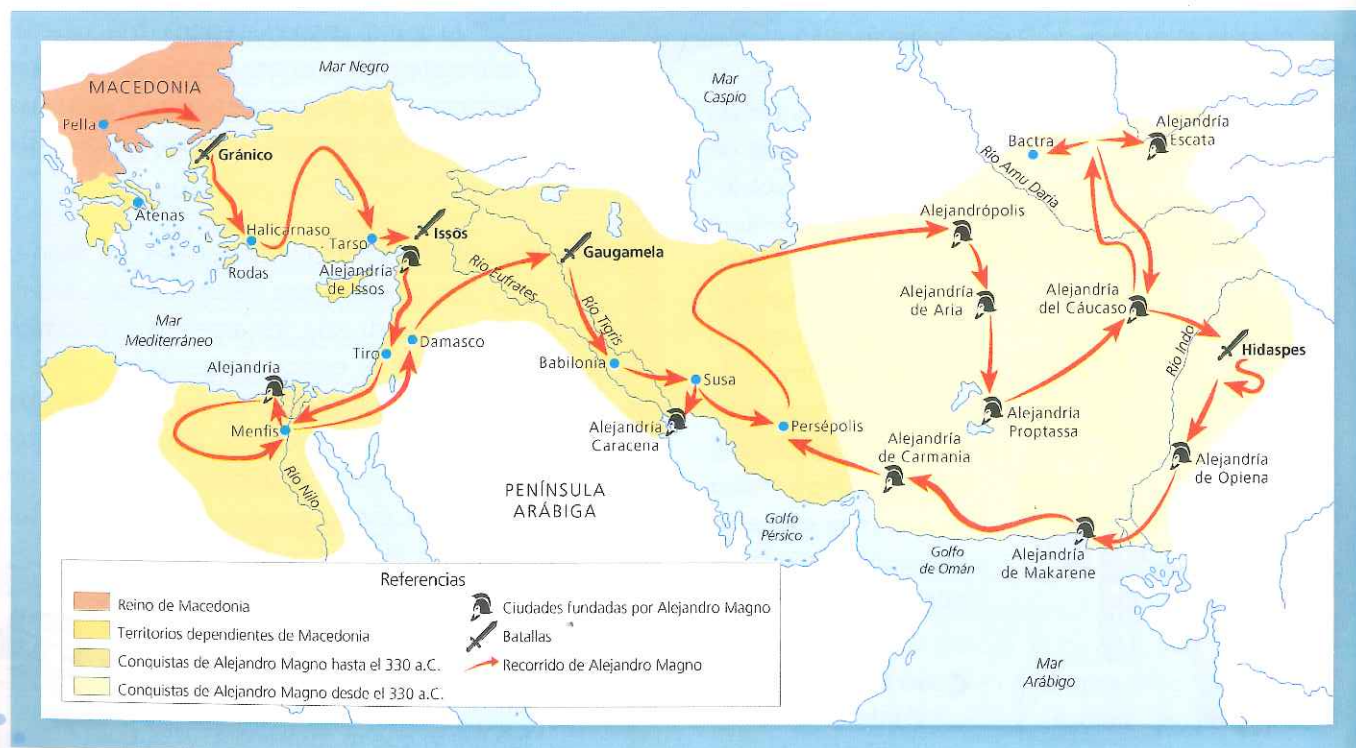 Mar Negro
MACEDONIA
Pella
Gránico
Atenas
Halicarnaso
Rodas
Tarso
Issos
Alejandría
de Issos
Mar
Caspio
Bactra
Alejandría
Escata
Río Amu Daria
Alejandrópolis
Gaugamela
Río Eufrates
Río Tigris
Alejandría
de Aria
Alejandría
del Cáucaso
Río Indo
Hidaspes
Mar
Mediterráneo
Tiro
Damasco
Alejandría
Menfis
Río Nilo
Babilonia
Susa
Alejandría
Caracena
Persépolis
Alejandría
Proptassa
Alejandría
de Carmania
Alejandría
de Opiena
PENÍNSULA
ARÁBIGA
Golfo
Pérsico
Golfo
de Omán
Alejandría
de Makarene
Mar
Arábigo
Referencias
Reino de Macedonia
Territorios dependientes de Macedonia
Conquistas de Alejandro Magno hasta el 330 a.C.
Conquistas de Alejandro Magno desde el 330 a.C.
Ciudades fundadas por Alejandro Magno
Batallas
Recorrido de Alejandro Magno